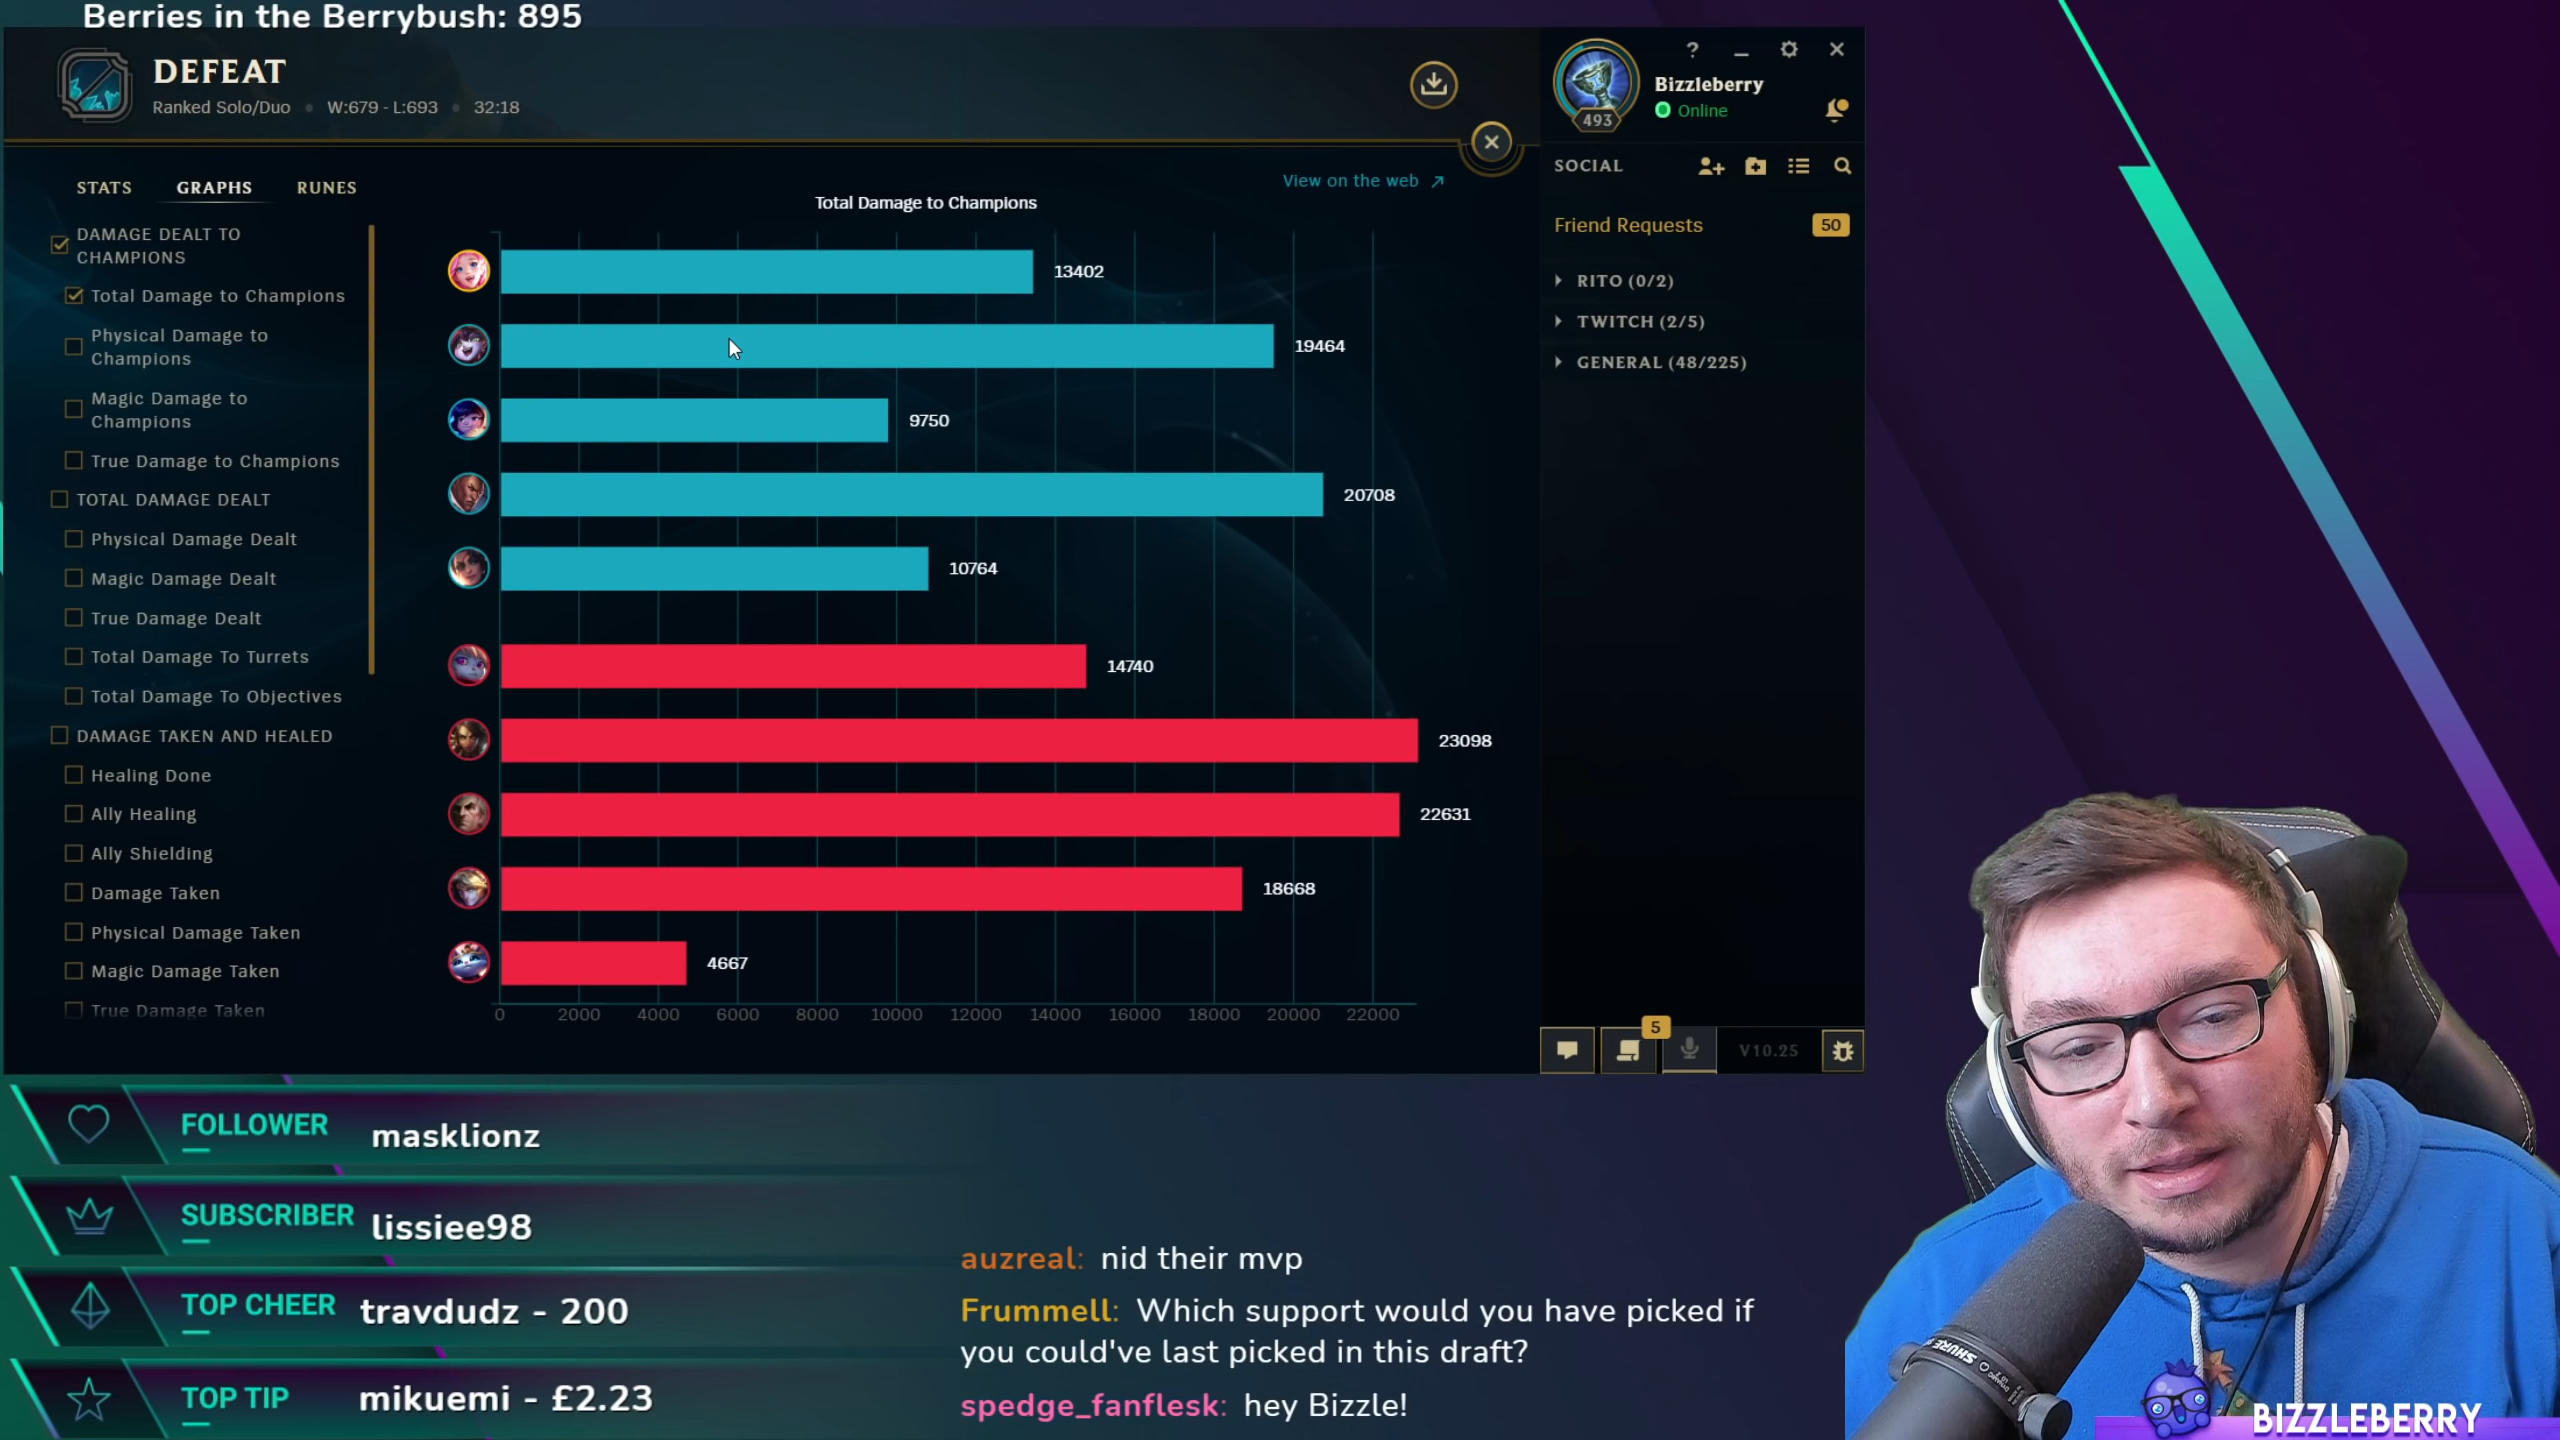 Berries in the Berrybush: 895
DEFEAT
Ranked Solo/Duo • W:679 - L:693 • 32:18
STATS GRAPHS RUNES
View on the web
Total Damage to Champions
DAMAGE DEALT TO
CHAMPIONS
Total Damage to Champions
Physical Damage to
Champions
Magic Damage to
Champions
True Damage to Champions
TOTAL DAMAGE DEALT
Physical Damage Dealt
Magic Damage Dealt
True Damage Dealt
Total Damage To Turrets
Total Damage To Objectives
DAMAGE TAKEN AND HEALED
Healing Done
Ally Healing
Ally Shielding
Damage Taken
Physical Damage Taken
Magic Damage Taken
True Damage Taken
13402
19464
9750
20708
10764
14740
23098
22631
18668
4667
0 2000 4000 6000 8000 10000 12000 14000 16000 18000 20000 22000
?
Bizzleberry
Online
493
SOCIAL
Friend Requests 50
RITO (0/2)
TWITCH (2/5)
GENERAL (48/225)
5
V10.25
FOLLOWER masklionz
SUBSCRIBER lissiee98
TOP CHEER travdudz - 200
TOP TIP mikuemi - £2.23
auzreal: nid their mvp
Frummell: Which support would you have picked if
you could've last picked in this draft?
spedge_fanflesk: hey Bizzle!
SHURE
BIZZLEBERRY